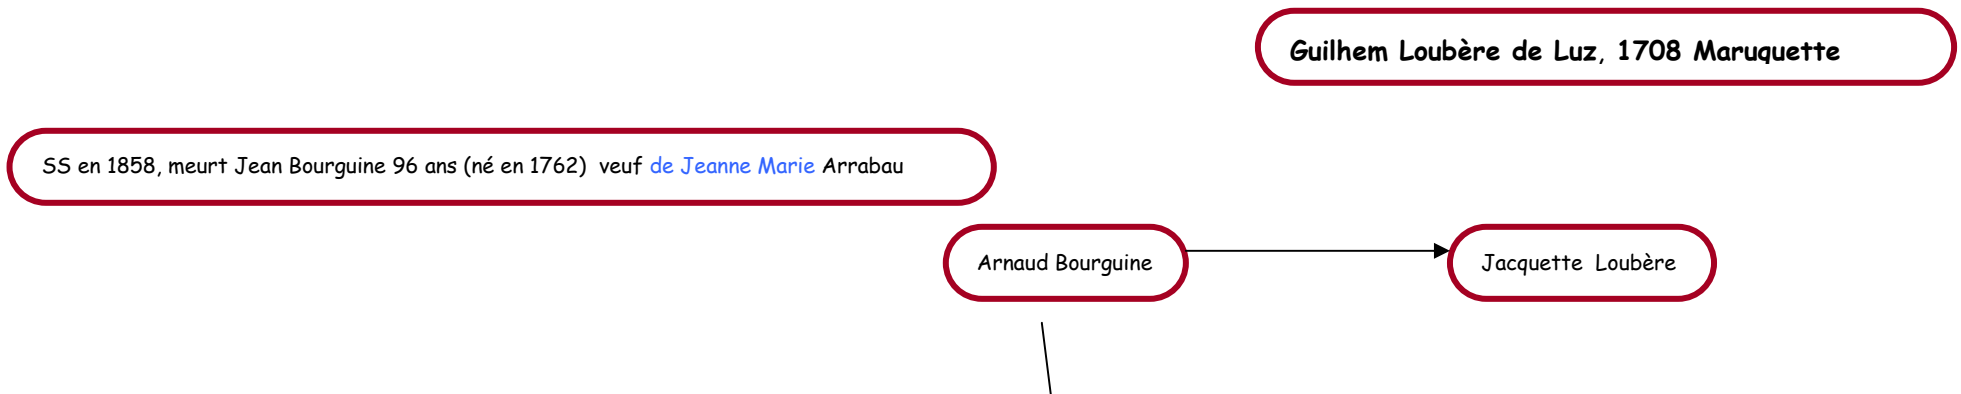 Guilhem Loubère de Luz, 1708 Maruquette
SS en 1858, meurt Jean Bourguine 96 ans (né en 1762)  veuf de Jeanne Marie Arrabau
Arnaud Bourguine
Jacquette  Loubère